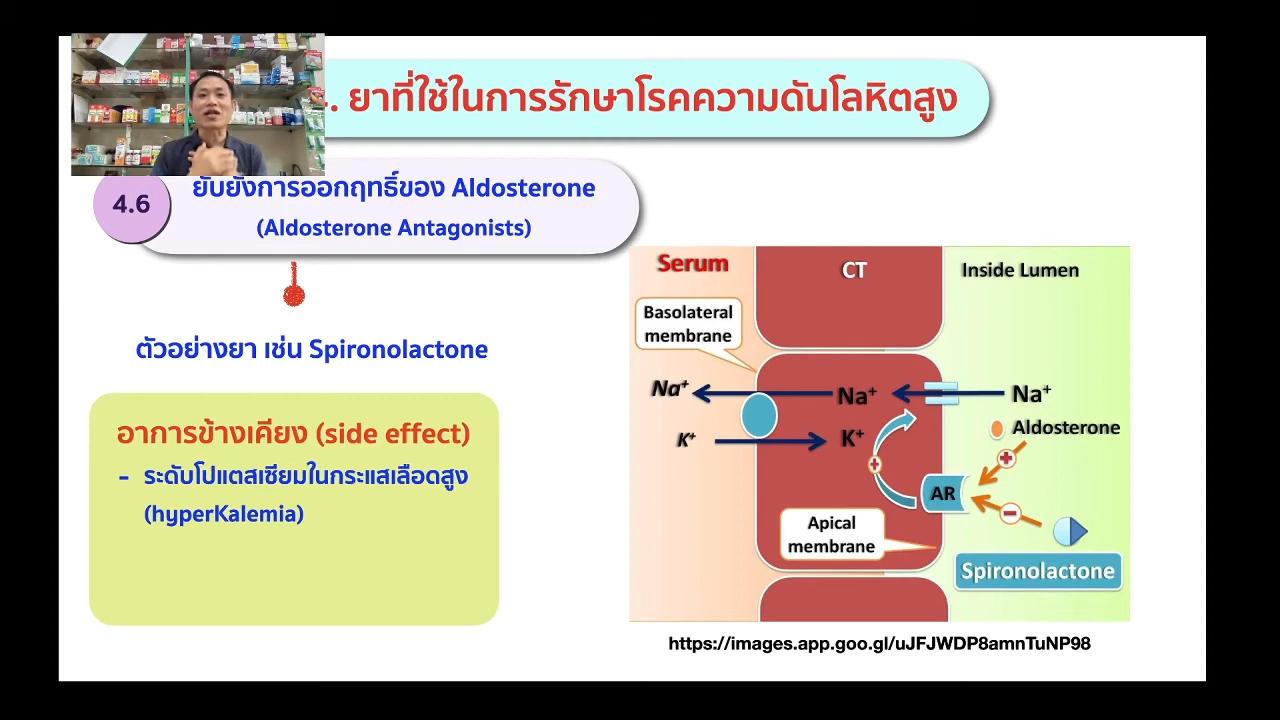 . ยาที่ใช้ในการรักษาโรคความดันโลหิตสูง
4.6
ยับยั้งการออกฤทธิ์ของ Aldosterone
(Aldosterone Antagonists)
ตัวอย่างยา เช่น Spironolactone
อาการข้างเคียง (side effect)
- ระดับโปแตสเซียมในกระแสเลือดสูง
(hyperKalemia)
Serum
CT
Inside Lumen
Basolateral
membrane
Na+
Na+
Na+
K+
K+
Aldosterone
AR
Apical
membrane
Spironolactone
https://images.app.goo.gl/uJFJWDP8amnTuNP98